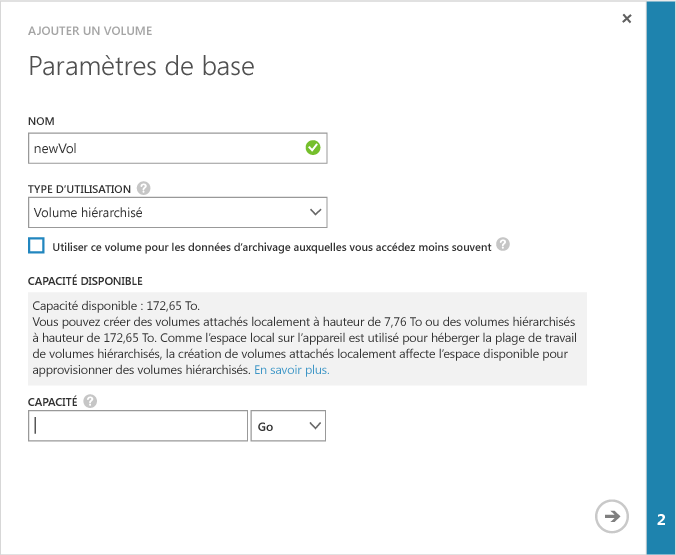 AJOUTER UN VOLUME
Paramètres de base
NOM
newVol
TYPE D'UTILISATION ?
Volume hiérarchisé
Utiliser ce volume pour les données d'archivage auxquelles vous accédez moins souvent ?
CAPACITÉ DISPONIBLE
Capacité disponible : 172,65 To.
Vous pouvez créer des volumes attachés localement à hauteur de 7,76 To ou des volumes hiérarchisés
à hauteur de 172,65 To. Comme l'espace local sur l'appareil est utilisé pour héberger la plage de travail
de volumes hiérarchisés, la création de volumes attachés localement affecte l'espace disponible pour
approvisionner des volumes hiérarchisés. En savoir plus.
CAPACITÉ ?
Go
2